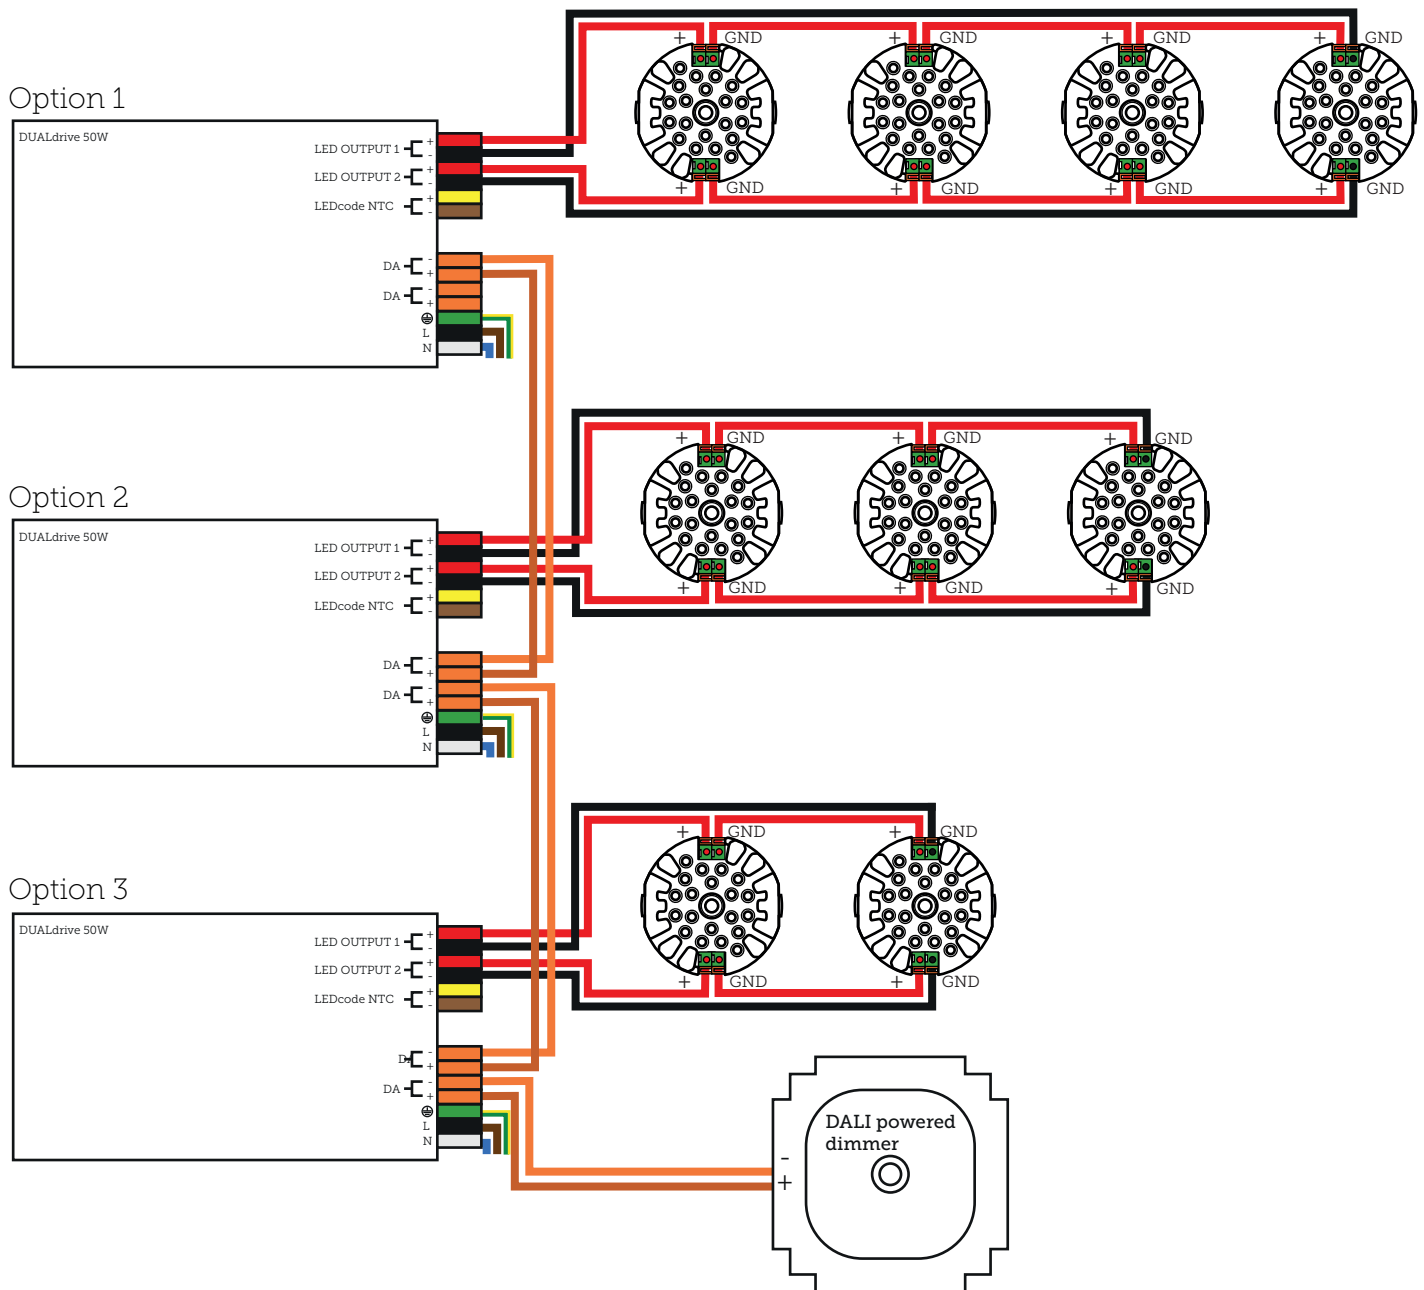 + GND + GND + GND + GND
Option 1
DUALdrive 50W
LED OUTPUT 1 + -
LED OUTPUT 2 + -
LEDcode NTC + -
+ GND + GND + GND + GND
DA - +
DA - +
L
N
+ GND + GND + GND
Option 2
DUALdrive 50W
LED OUTPUT 1 + -
LED OUTPUT 2 + -
LEDcode NTC + -
+ GND + GND + GND
DA - +
DA - +
L
N
+ GND + GND
Option 3
DUALdrive 50W
LED OUTPUT 1 + -
LED OUTPUT 2 + -
LEDcode NTC + -
+ GND + GND
DA - +
DA - +
L
N
DALI powered
dimmer
-
+